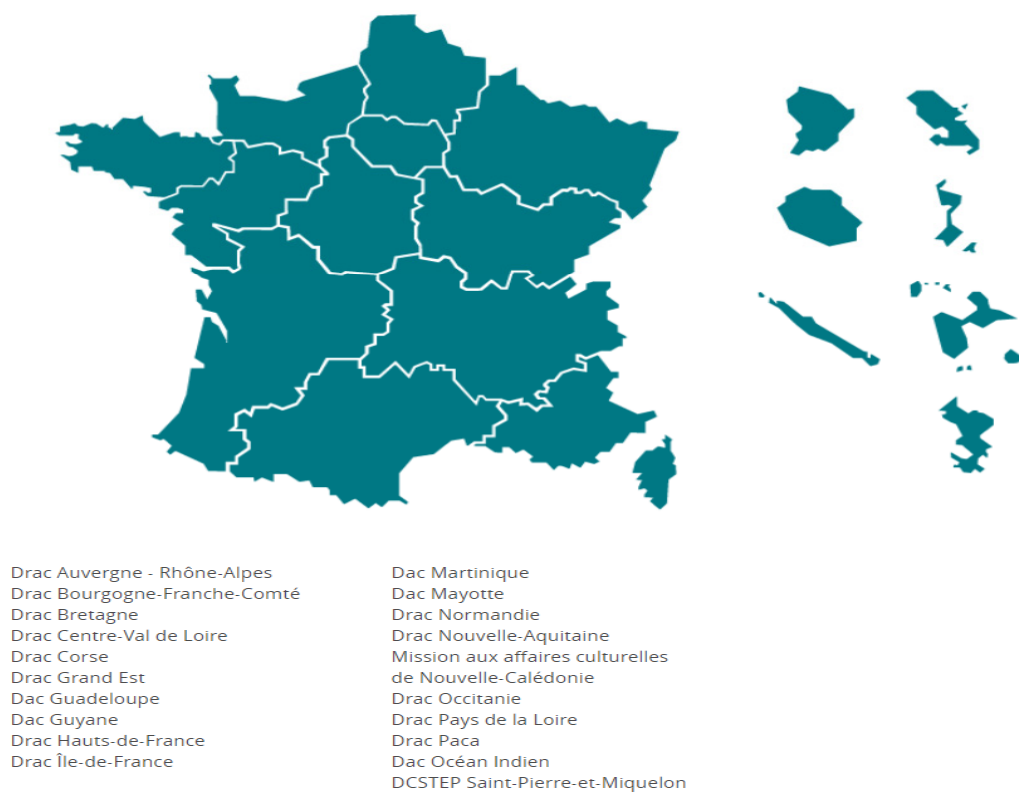 Drac Auvergne - Rhône-Alpes
Drac Bourgogne-Franche-Comté
Drac Bretagne
Drac Centre-Val de Loire
Drac Corse
Drac Grand Est
Dac Guadeloupe
Dac Guyane
Drac Hauts-de-France
Drac Île-de-France
Dac Martinique
Dac Mayotte
Drac Normandie
Drac Nouvelle-Aquitaine
Mission aux affaires culturelles
de Nouvelle-Calédonie
Drac Occitanie
Drac Pays de la Loire
Drac Paca
Dac Océan Indien
DCSTEP Saint-Pierre-et-Miquelon